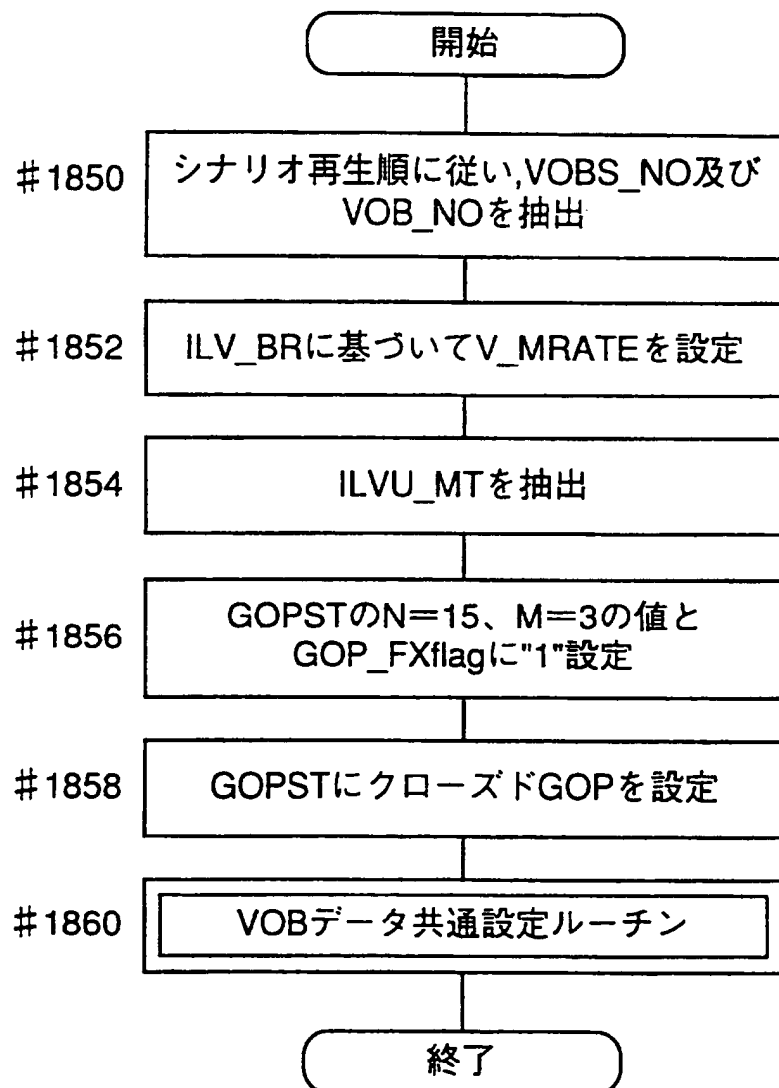 開始
#1850
シナリオ再生順に従い,VOBS_NO及び
VOB_NOを抽出
#1852
ILV_BRに基づいてV_MRATEを設定
#1854
ILVU_MTを抽出
#1856
GOPSTのN=15、M=3の値と
GOP_FXflagに"1"設定
#1858
GOPSTにクローズドGOPを設定
#1860
VOBデータ共通設定ルーチン
終了